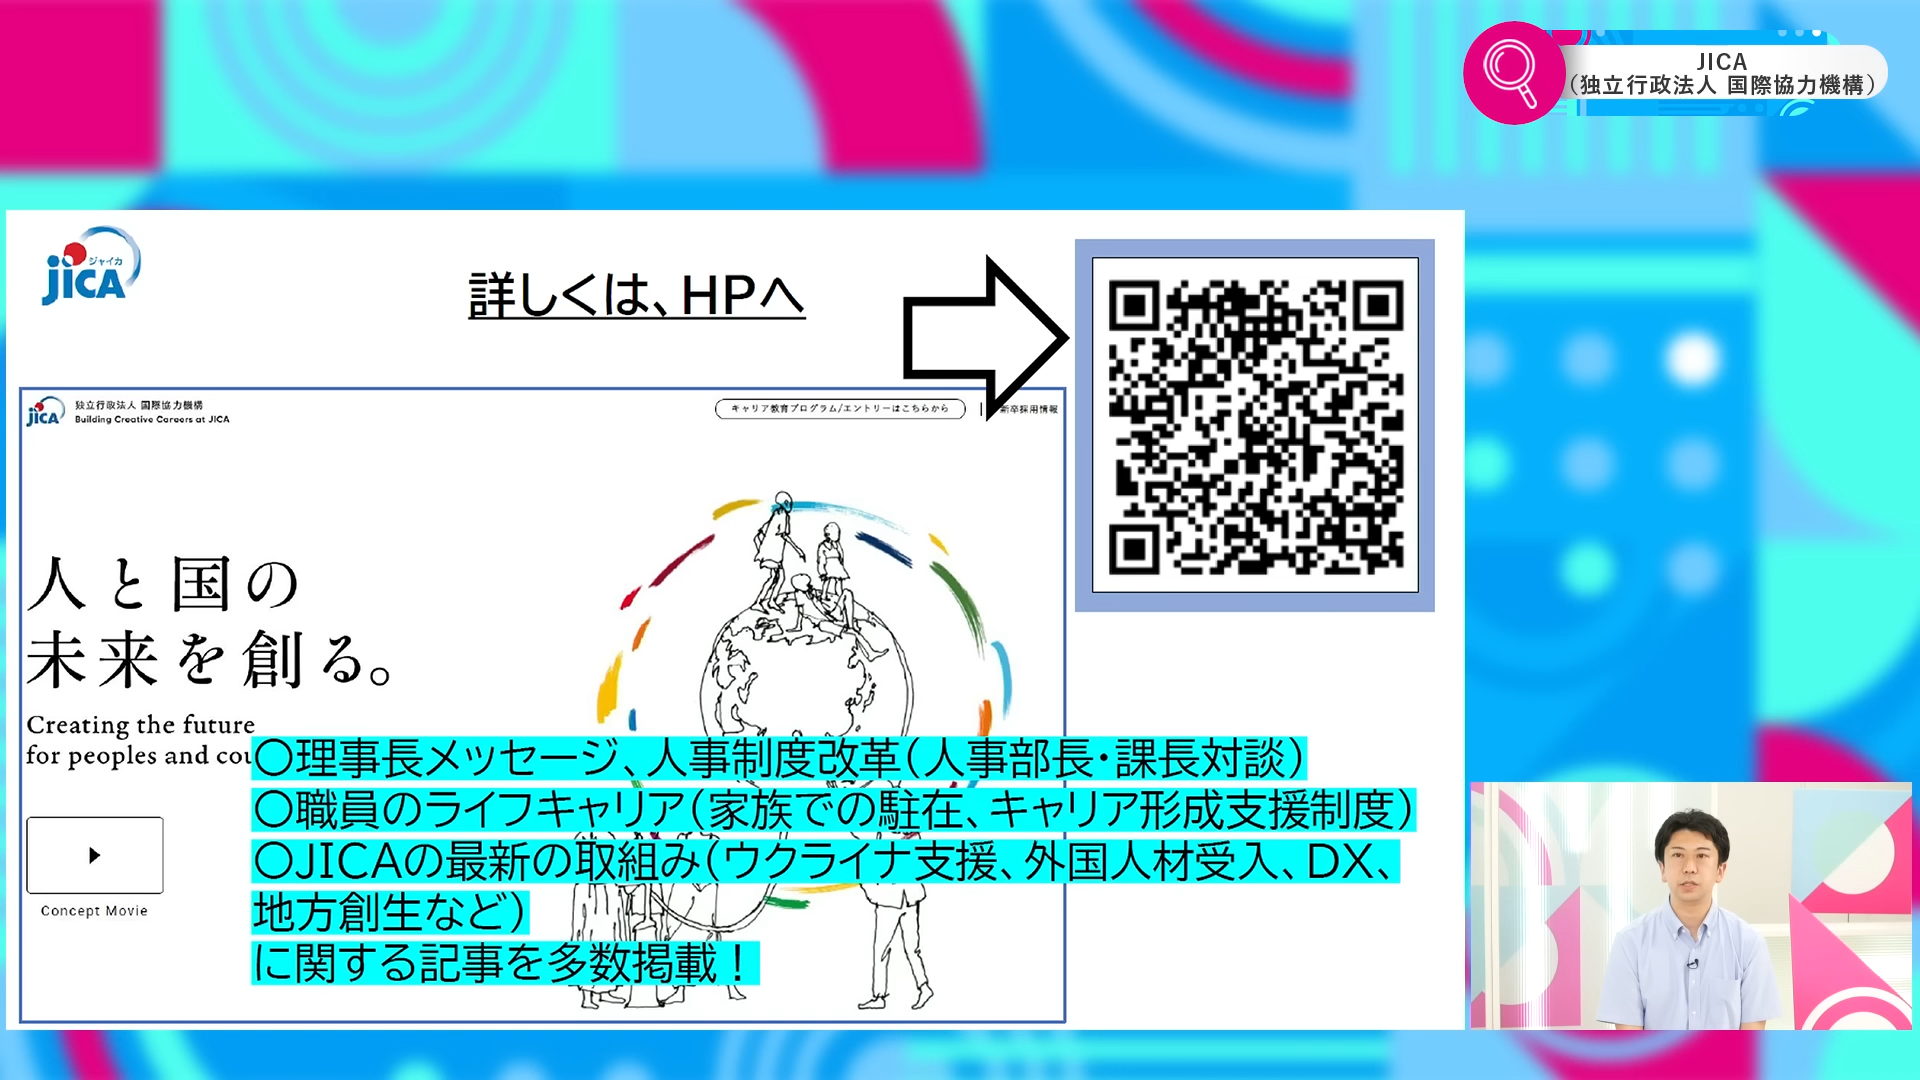 JICA
（独立行政法人 国際協力機構）
ジャイカ
jICA
詳しくは、HPへ
jICA
独立行政法人 国際協力機構
Building Creative Careers at JICA
キャリア教育プログラム/エントリーはこちらから
新卒採用情報
人と国の
未来を創る。
Creating the future
for peoples and cou
〇理事長メッセージ、人事制度改革（人事部長・課長対談）
〇職員のライフキャリア（家族での駐在、キャリア形成支援制度）
〇JICAの最新の取組み（ウクライナ支援、外国人材受入、DX、
地方創生など）
に関する記事を多数掲載！
Concept Movie